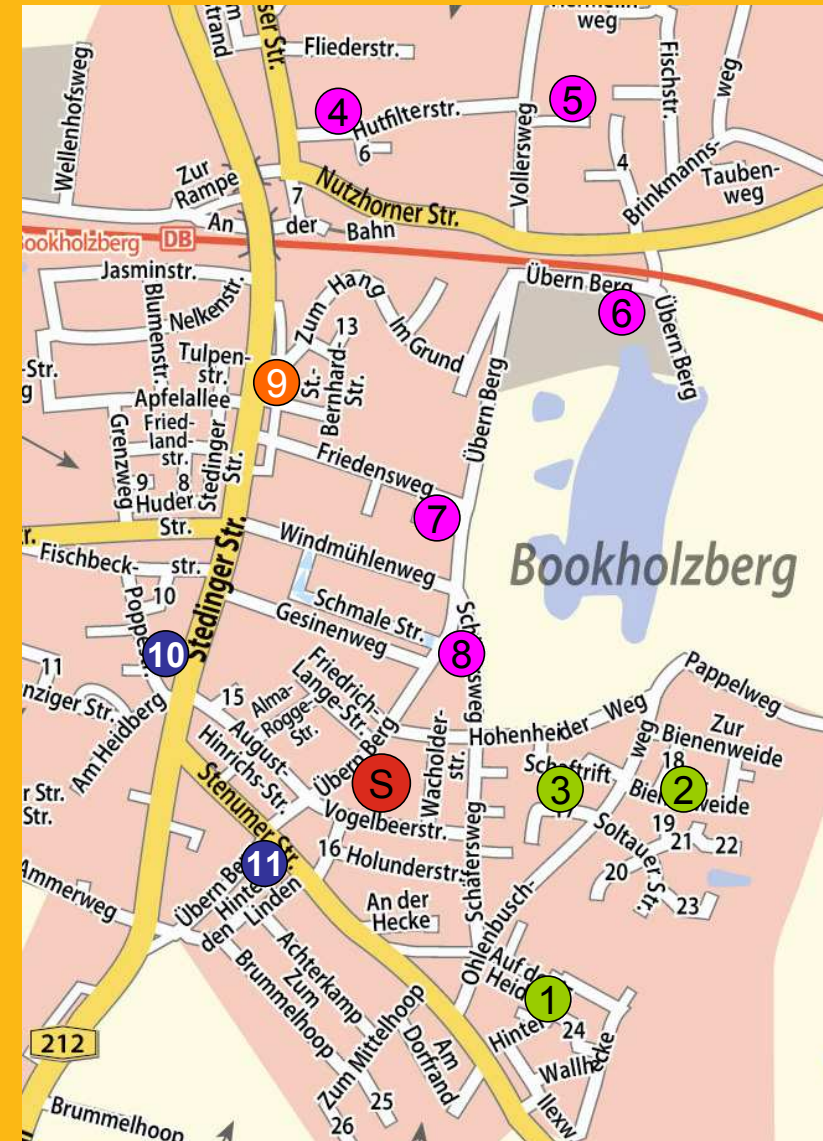 Fliederstr.
weg
Fischstr.
weg
Wellenhofsweg
4
Hutfilterstr.
5
6
Vollersweg
4
Brinkmanns-
Tauben-
weg
Zur
Rampe
7
Nutzhorner Str.
An
der
Bahn
Bookholzberg
DB
Jasminstr.
Blumenstr.
Nelkenstr.
Zum Hang
13
Im Grund
Übern Berg
6
Übern Berg
Übern Berg
Tulpen-
str.
9
St.-
Bernhard-
Str.
-Str.
g
Apfelallee
Fried-
land-
str.
Grenzweg
9
8
Huder
Str.
Stedinger
Str.
Friedensweg
7
Windmühlenweg
Bookholzberg
Fischbeck-
str.
10
Stedinger Str.
Schmale Str.
Gesinenweg
8
10
11
nziger Str.
Am Heidberg
15
Alma-
Rogge-
Str.
Friedrich-
Lange-Str.
August-
Hinrichs-Str.
Übern Berg
S
Wacholder-
str.
Hohenheider Weg
Pappelweg
weg
Zur
Bienenweide
18
3
2
19
21
22
20
23
Soltauer Str.
r Str.
Str.
Stenumer Str.
Vogelbeerstr.
16
Holunderstr.
Schäfersweg
11
Ammerweg
den
Linden
An der
Hecke
Ohlenbusch-
Achterkamp
Zum
Brummelhoop
Zum Mittelhoop
Am
Dorfrand
1
24
Wallhecke
212
Brummelhoop
25
26